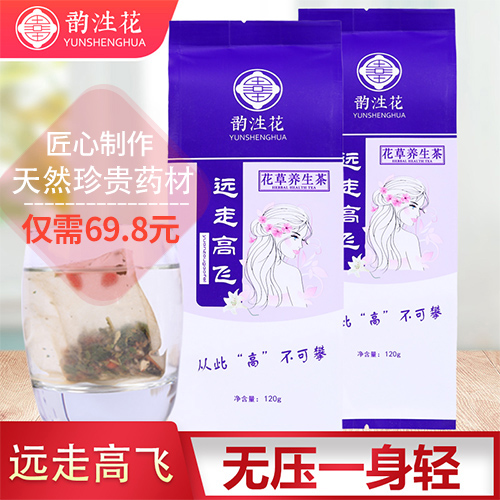 韵泩花
YUNSHENGHUA
匠心制作
天然珍贵药材
仅需69.8元
韵泩花
YUNSHENGHUA
远走高飞
花草养生茶
HERBAL HEALTH TEA
从此“高”不可攀
净含量：120g
韵泩花
YUNSHENGHUA
远走高飞
花草养生茶
HERBAL HEALTH TEA
从此“高”不可攀
净含量：120g
远走高飞
无压一身轻